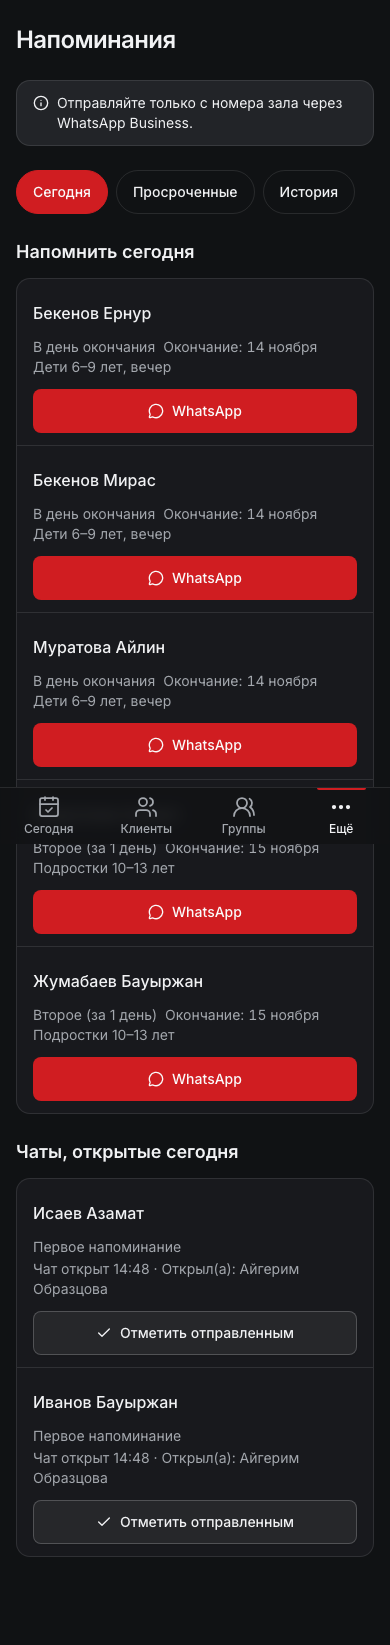 Напоминания
Отправляйте только с номера зала через
WhatsApp Business.
Сегодня
Просроченные
История
Напомнить сегодня
Бекенов Ернур
В день окончания Окончание: 14 ноября
Дети 6–9 лет, вечер
WhatsApp
Бекенов Мирас
В день окончания Окончание: 14 ноября
Дети 6–9 лет, вечер
WhatsApp
Муратова Айлин
В день окончания Окончание: 14 ноября
Дети 6–9 лет, вечер
WhatsApp
Сегодня
Клиенты
Группы
Ещё
Второе (за 1 день) Окончание: 15 ноября
Подростки 10–13 лет
WhatsApp
Жумабаев Бауыржан
Второе (за 1 день) Окончание: 15 ноября
Подростки 10–13 лет
WhatsApp
Чаты, открытые сегодня
Исаев Азамат
Первое напоминание
Чат открыт 14:48 · Открыл(а): Айгерим
Образцова
Отметить отправленным
Иванов Бауыржан
Первое напоминание
Чат открыт 14:48 · Открыл(а): Айгерим
Образцова
Отметить отправленным